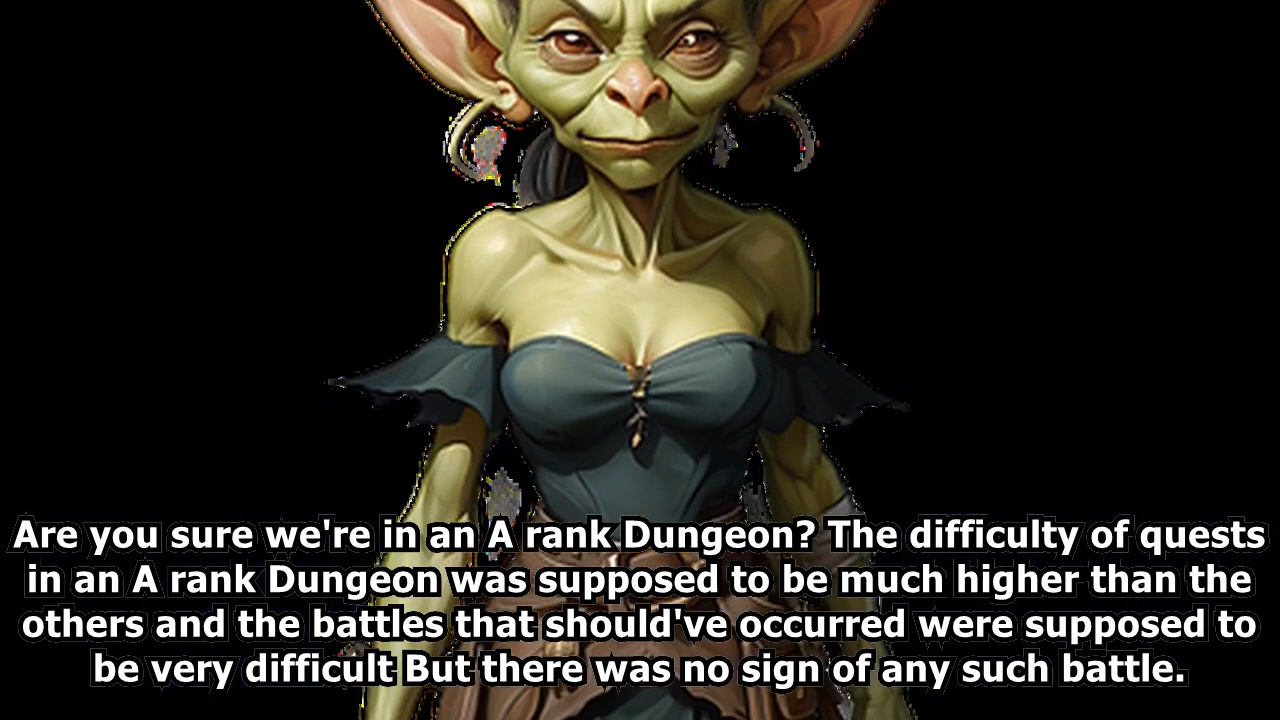 Are you sure we're in an A rank Dungeon? The difficulty of quests
in an A rank Dungeon was supposed to be much higher than the
others and the battles that should've occurred were supposed to
be very difficult But there was no sign of any such battle.